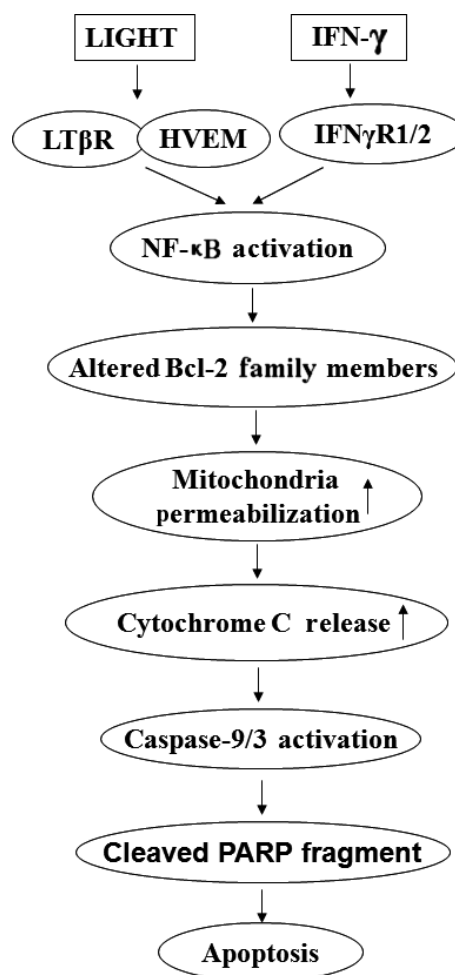 LIGHT
IFN-γ
LTβR
HVEM
IFNγR1/2
NF-κB activation
Altered Bcl-2 family members
Mitochondria
permeabilization
Cytochrome C release
Caspase-9/3 activation
Cleaved PARP fragment
Apoptosis